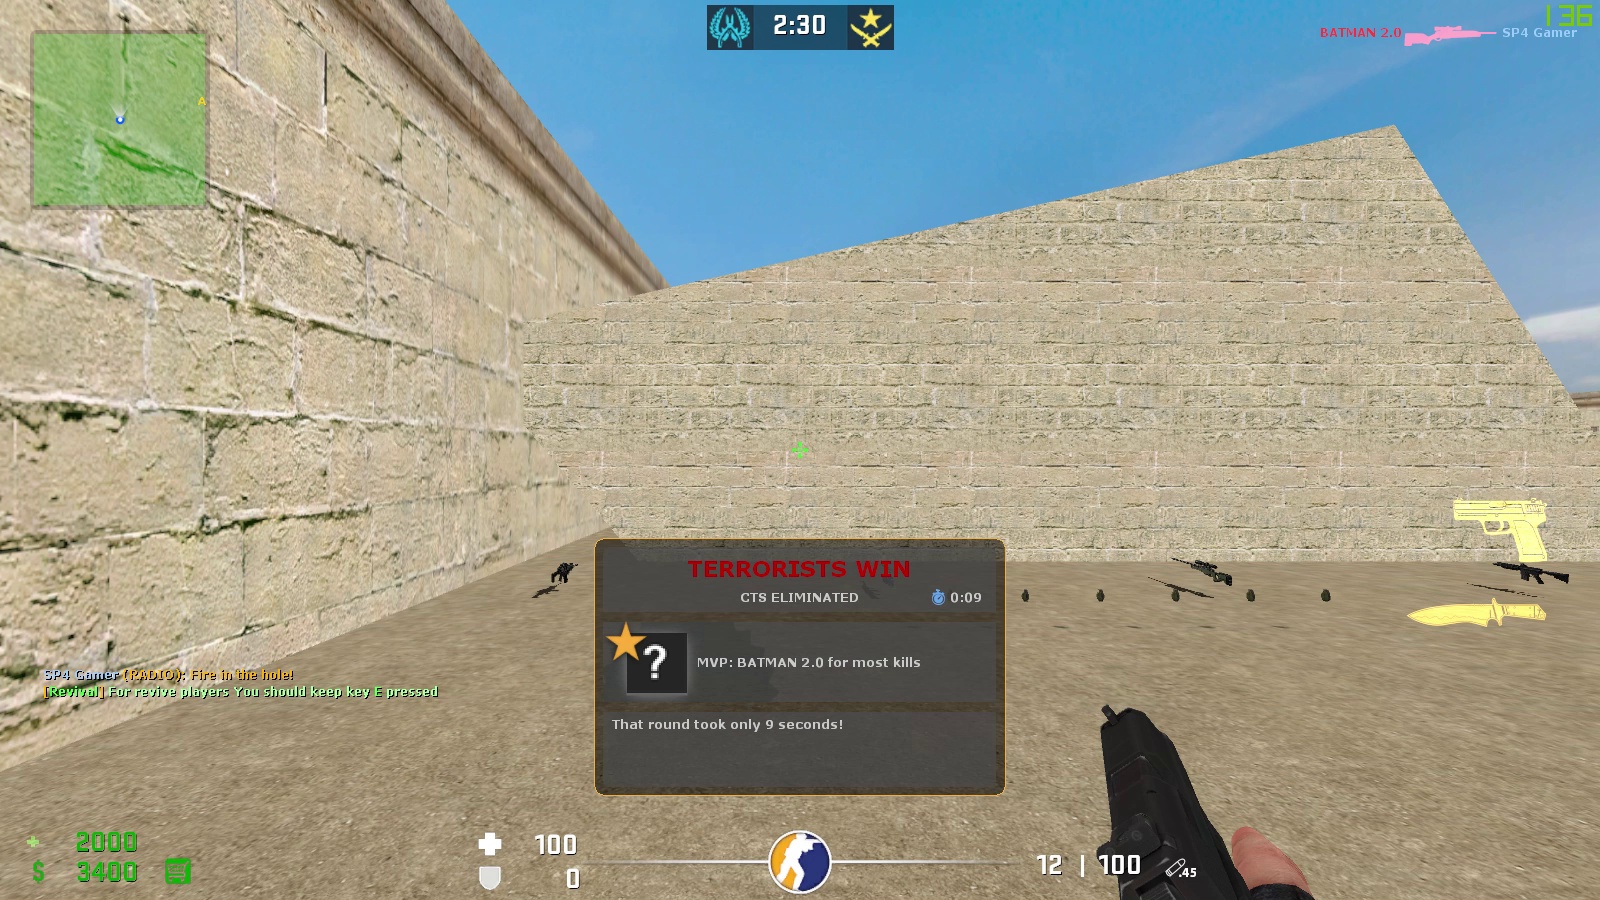 2:30
136
BATMAN 2.0 SP4 Gamer
A
TERRORISTS WIN
CTS ELIMINATED 0:09
?
MVP: BATMAN 2.0 for most kills
That round took only 9 seconds!
SP4 Gamer (RADIO): Fire in the hole!
[Revival] For revive players You should keep key E pressed
2000
$ 3400
100
0
12 | 100 .45